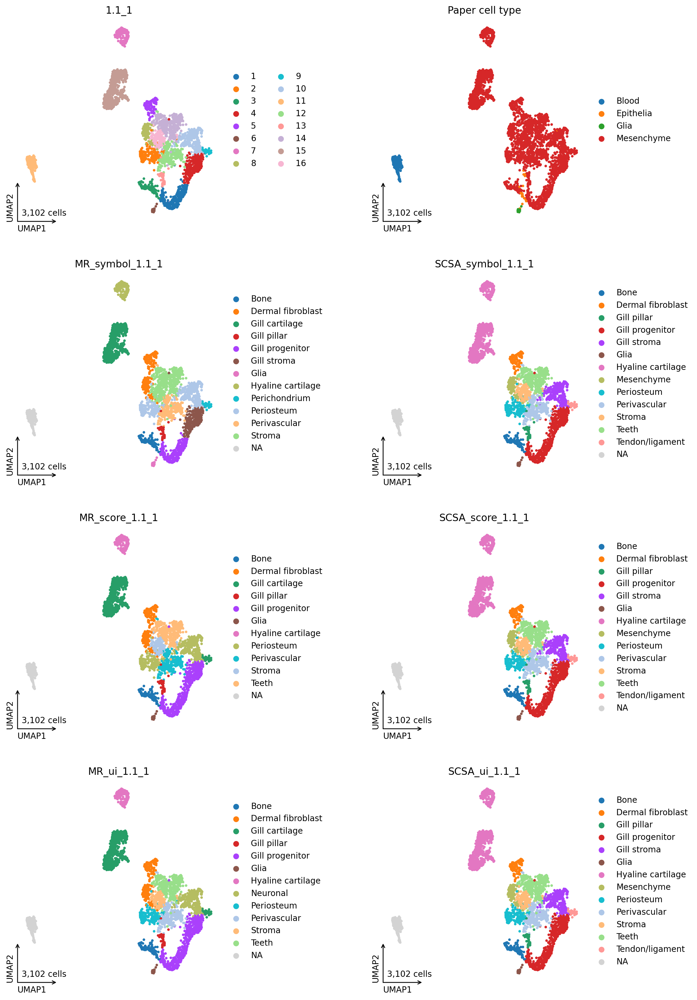 1.1_1
1 9
2 10
3 11
4 12
5 13
6 14
7 15
8 16
3,102 cells
UMAP2
UMAP1
Paper cell type
Blood
Epithelia
Glia
Mesenchyme
3,102 cells
UMAP2
UMAP1
MR_symbol_1.1_1
Bone
Dermal fibroblast
Gill cartilage
Gill pillar
Gill progenitor
Gill stroma
Glia
Hyaline cartilage
Perichondrium
Periosteum
Perivascular
Stroma
NA
3,102 cells
UMAP2
UMAP1
SCSA_symbol_1.1_1
Bone
Dermal fibroblast
Gill pillar
Gill progenitor
Gill stroma
Glia
Hyaline cartilage
Mesenchyme
Periosteum
Perivascular
Stroma
Teeth
Tendon/ligament
NA
3,102 cells
UMAP2
UMAP1
MR_score_1.1_1
Bone
Dermal fibroblast
Gill cartilage
Gill pillar
Gill progenitor
Glia
Hyaline cartilage
Periosteum
Perivascular
Stroma
Teeth
NA
3,102 cells
UMAP2
UMAP1
SCSA_score_1.1_1
Bone
Dermal fibroblast
Gill pillar
Gill progenitor
Gill stroma
Glia
Hyaline cartilage
Mesenchyme
Periosteum
Perivascular
Stroma
Teeth
Tendon/ligament
NA
3,102 cells
UMAP2
UMAP1
MR_ui_1.1_1
Bone
Dermal fibroblast
Gill cartilage
Gill pillar
Gill progenitor
Glia
Hyaline cartilage
Neuronal
Periosteum
Perivascular
Stroma
Teeth
NA
3,102 cells
UMAP2
UMAP1
SCSA_ui_1.1_1
Bone
Dermal fibroblast
Gill pillar
Gill progenitor
Gill stroma
Glia
Hyaline cartilage
Mesenchyme
Periosteum
Perivascular
Stroma
Teeth
Tendon/ligament
NA
3,102 cells
UMAP2
UMAP1